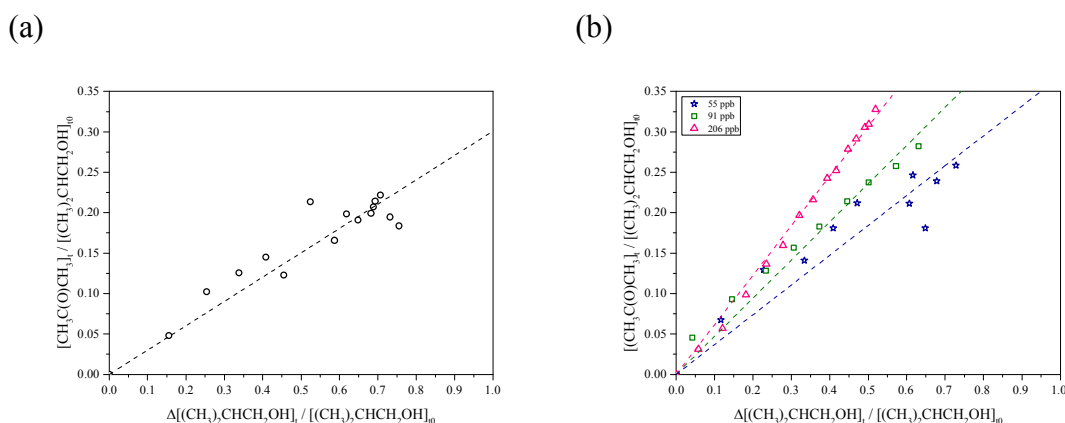 (a)
(b)
0.35
0.30
0.25
0.20
0.15
0.10
0.05
0.00
[CH3C(O)CH3]t / [(CH3)2CHCH2OH]t0
0.0 0.1 0.2 0.3 0.4 0.5 0.6 0.7 0.8 0.9 1.0
Δ[(CH3)2CHCH2OH]t / [(CH3)2CHCH2OH]t0
0.35
0.30
0.25
0.20
0.15
0.10
0.05
0.00
[CH3C(O)CH3]t / [(CH3)2CHCH2OH]t0
55 ppb
91 ppb
206 ppb
0.0 0.1 0.2 0.3 0.4 0.5 0.6 0.7 0.8 0.9 1.0
Δ[(CH3)2CHCH2OH]t / [(CH3)2CHCH2OH]t0